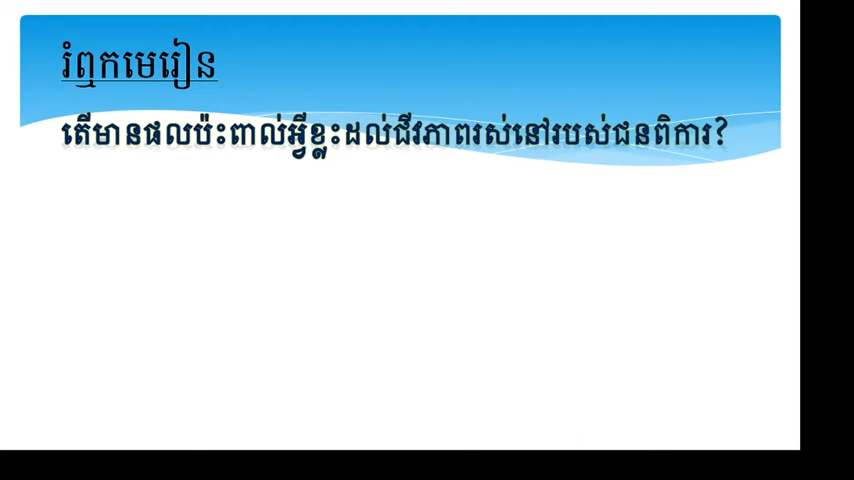 រំឮកមេរៀន
តើមានផលប៉ះពាល់អ្វីខ្លះដល់ជីវភាពរស់នៅរបស់ជនពិការ?